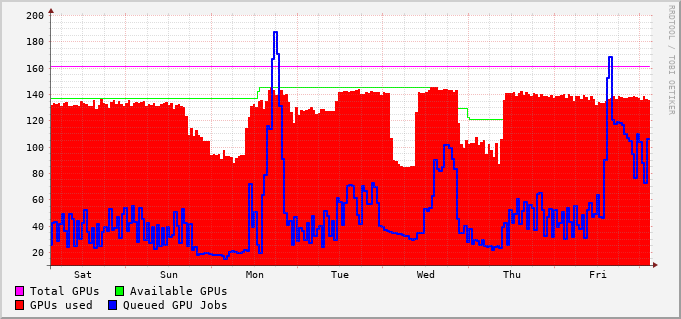 200
180
160
140
120
100
80
60
40
20
Sat Sun Mon Tue Wed Thu Fri
Total GPUs Available GPUs
GPUs used Queued GPU Jobs
RRDTOOL / TOBI OETIKER